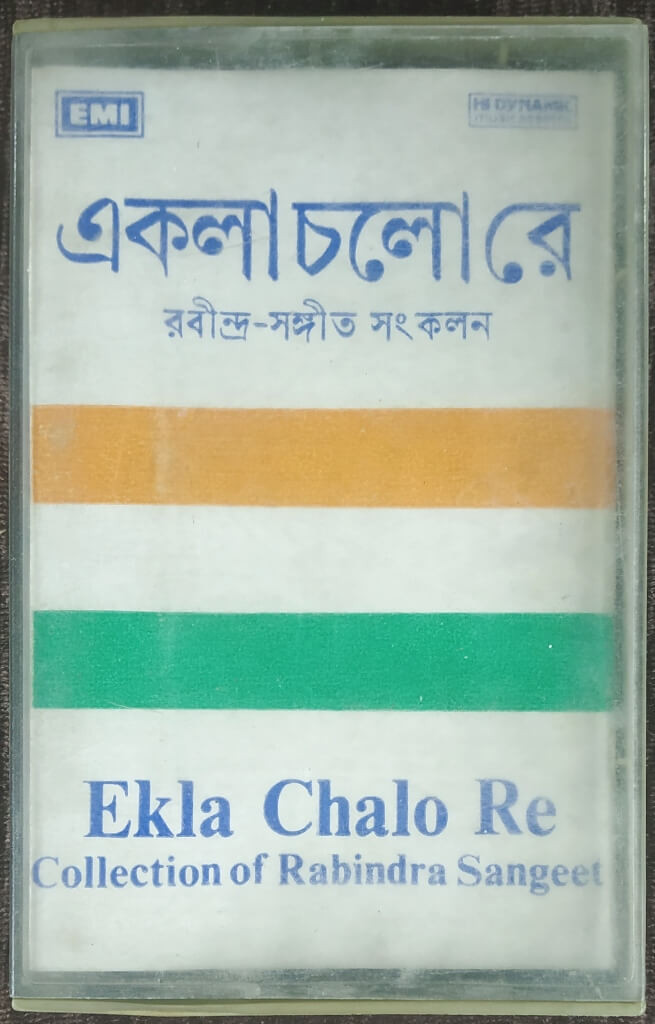 EMI
HI DYNAMIC
একলা চলো রে
রবীন্দ্র-সঙ্গীত সংকলন
Ekla Chalo Re
Collection of Rabindra Sangeet